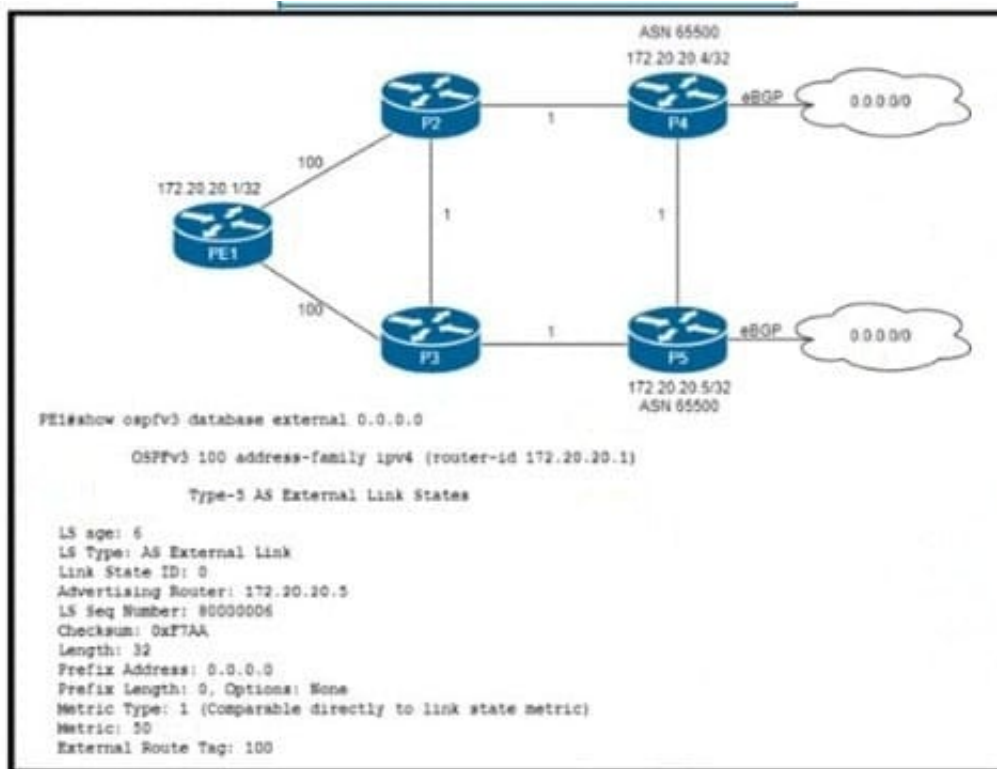 ASN 65500
172.20.20.4/32
P2
1
P4
eBGP
0.0.0.0/0
100
172.20.20.1/32
PE1
1
1
100
P3
1
P5
eBGP
0.0.0.0/0
172.20.20.5/32
ASN 65500
PE1#show ospfv3 database external 0.0.0.0
OSPFv3 100 address-family ipv4 (router-id 172.20.20.1)
Type-5 AS External Link States
LS age: 6
LS Type: AS External Link
Link State ID: 0
Advertising Router: 172.20.20.5
LS Seq Number: 80000006
Checksum: 0xF7AA
Length: 32
Prefix Address: 0.0.0.0
Prefix Length: 0, Options: None
Metric Type: 1 (Comparable directly to link state metric)
Metric: 50
External Route Tag: 100